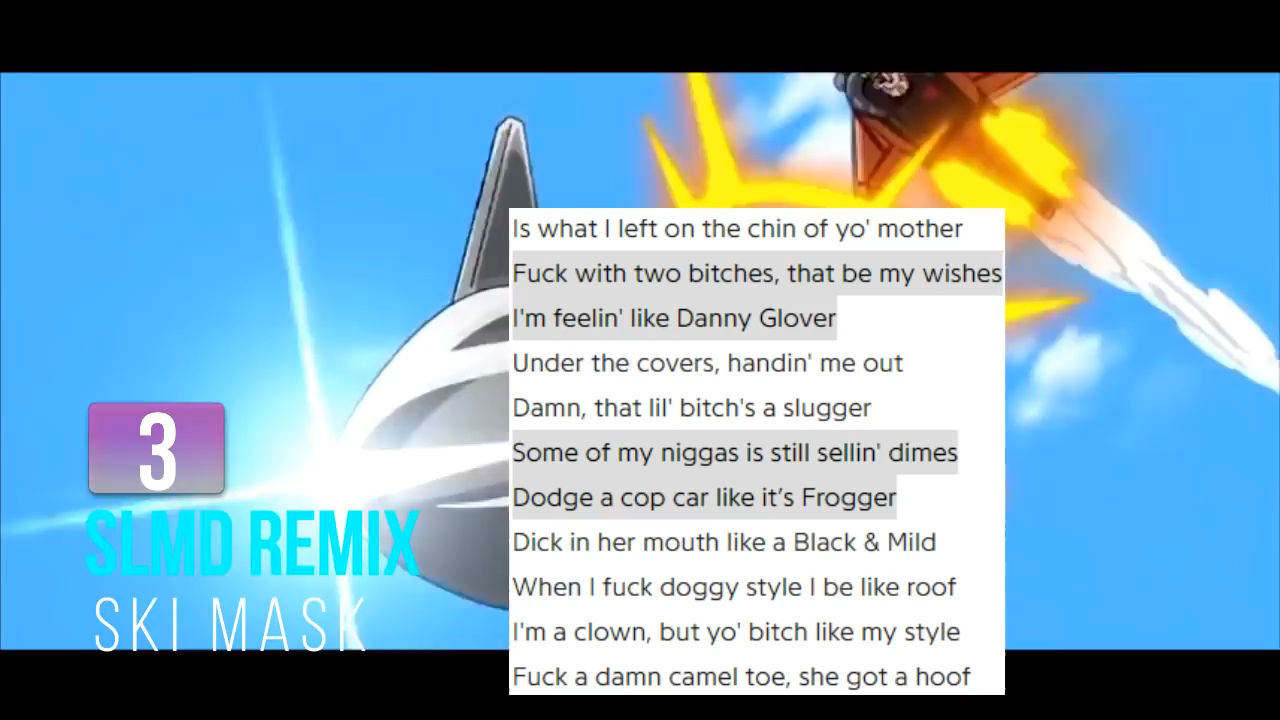 3
SLMD REMIX
SKI MASK
Is what I left on the chin of yo' mother
Fuck with two bitches, that be my wishes
I'm feelin' like Danny Glover
Under the covers, handin' me out
Damn, that lil' bitch's a slugger
Some of my niggas is still sellin' dimes
Dodge a cop car like it’s Frogger
Dick in her mouth like a Black & Mild
When I fuck doggy style I be like roof
I'm a clown, but yo' bitch like my style
Fuck a damn camel toe, she got a hoof